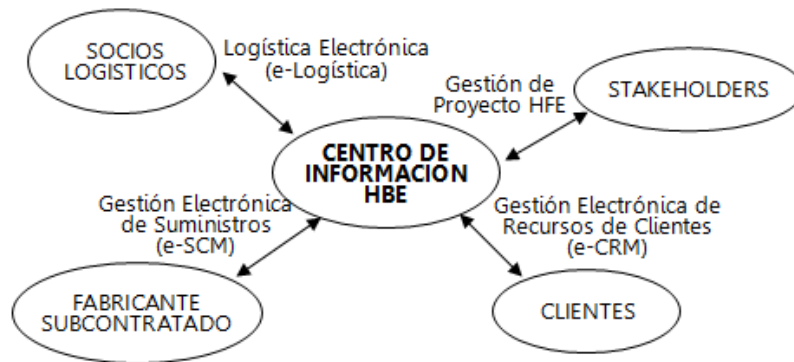 SOCIOS
LOGISTICOS
Logística Electrónica
(e-Logística)
Gestión de
Proyecto HFE
STAKEHOLDERS
CENTRO DE
INFORMACION
HBE
Gestión Electrónica
de Suministros
(e-SCM)
Gestión Electrónica de
Recursos de Clientes
(e-CRM)
FABRICANTE
SUBCONTRATADO
CLIENTES